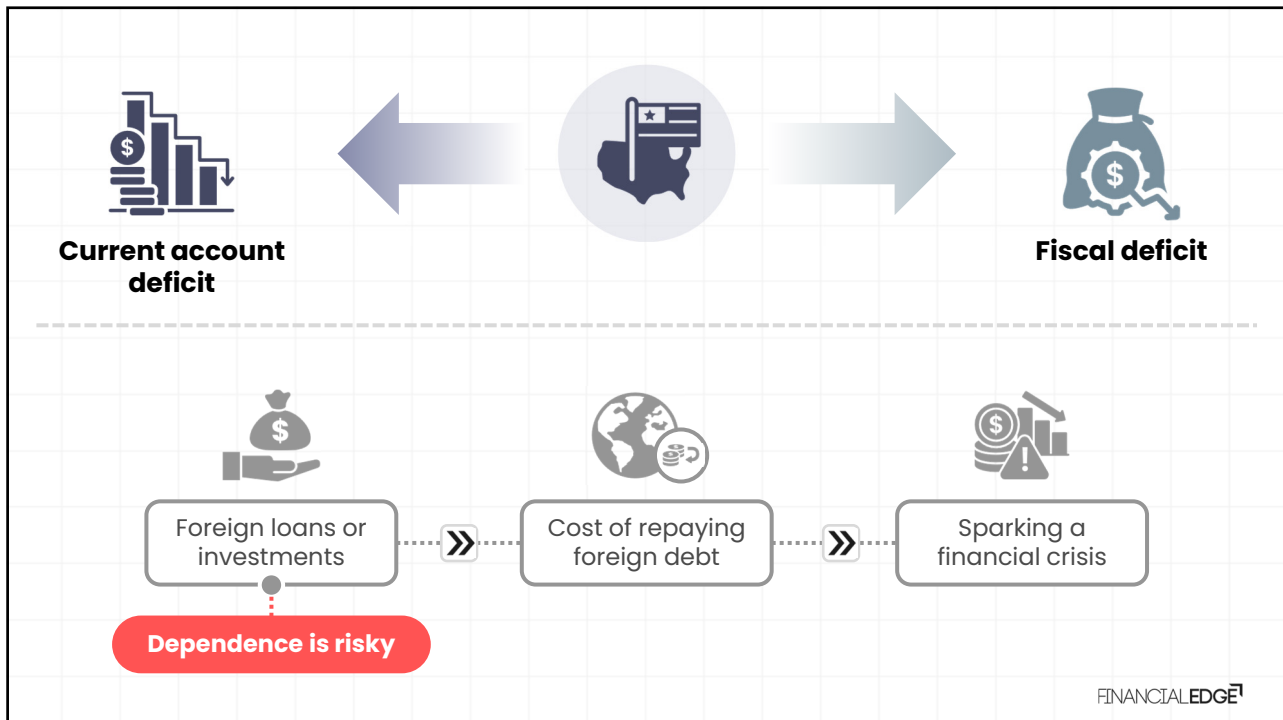 $
$
Current account
deficit
Fiscal deficit
$
$
!
Foreign loans or
investments
Cost of repaying
foreign debt
Sparking a
financial crisis
Dependence is risky
FINANCIALEDGE